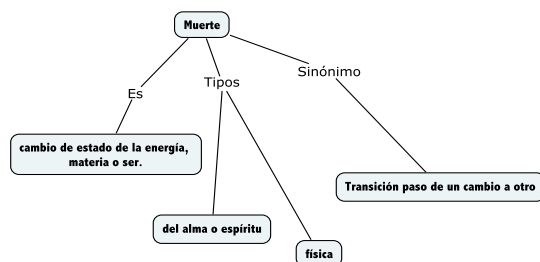 Muerte
Es
Tipos
Sinónimo
cambio de estado de la energía,
materia o ser.
Transición paso de un cambio a otro
del alma o espíritu
física